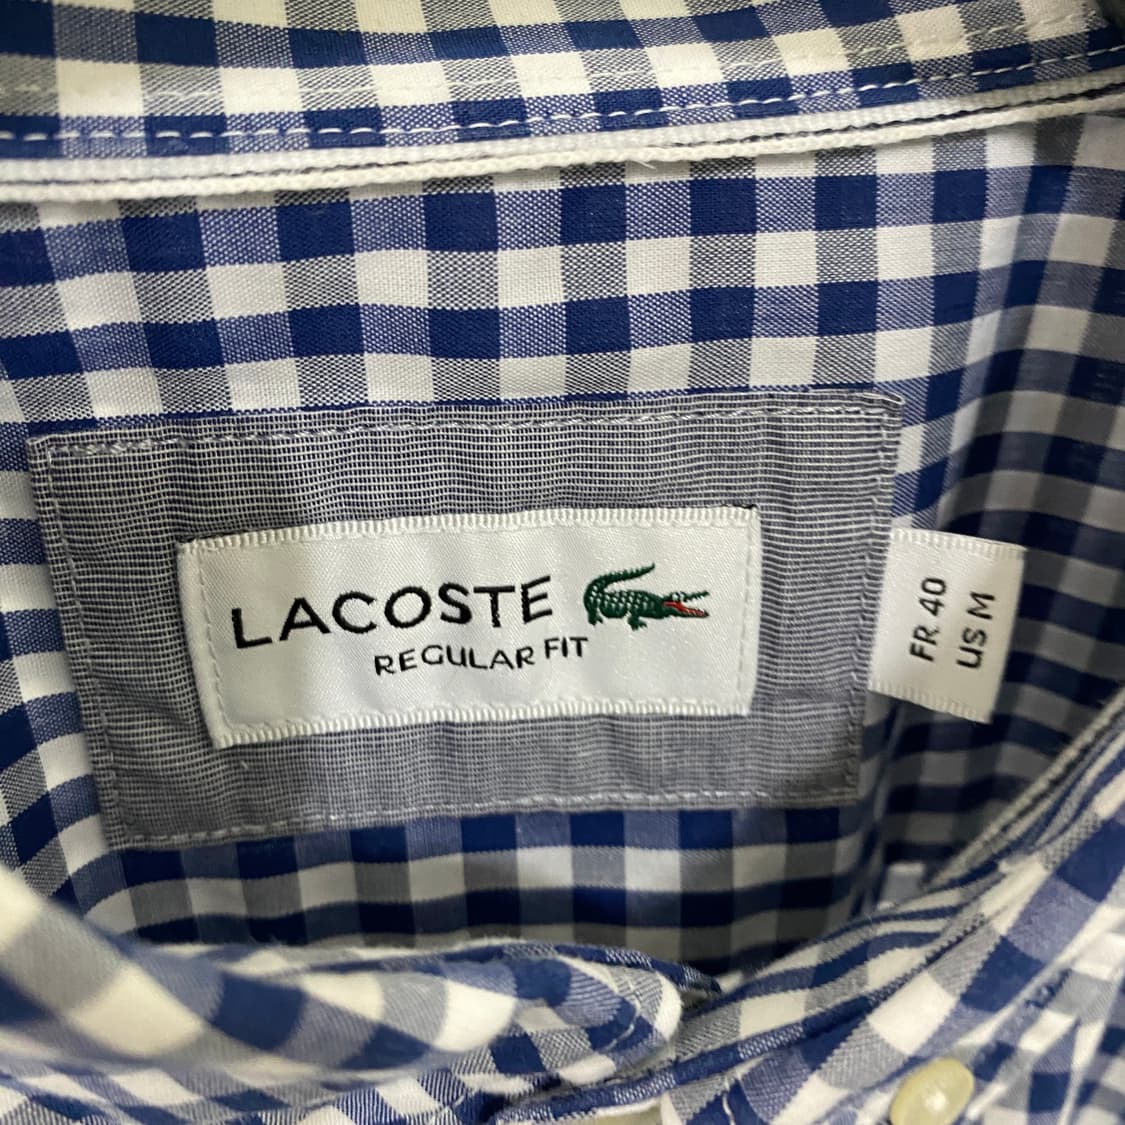 LACOSTE
REGULAR FIT
FR 40
US M